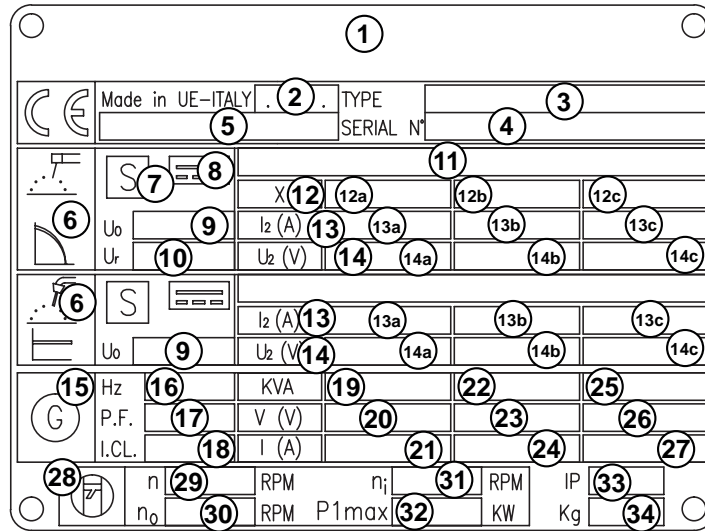 1
CE Made in UE-ITALY . 2 . TYPE 3
5 SERIAL N° 4
S 7 8 11
X 12 12a 12b 12c
6 Uo 9 I2 (A) 13 13a 13b 13c
Ur 10 U2 (V) 14 14a 14b 14c
6 S
I2 (A) 13 13a 13b 13c
Uo 9 U2 (V) 14 14a 14b 14c
15 Hz 16 KVA 19 22 25
G P.F. 17 V (V) 20 23 26
I.CL. 18 I (A) 21 24 27
28 n 29 RPM ni 31 RPM IP 33
no 30 RPM P1max 32 KW Kg 34